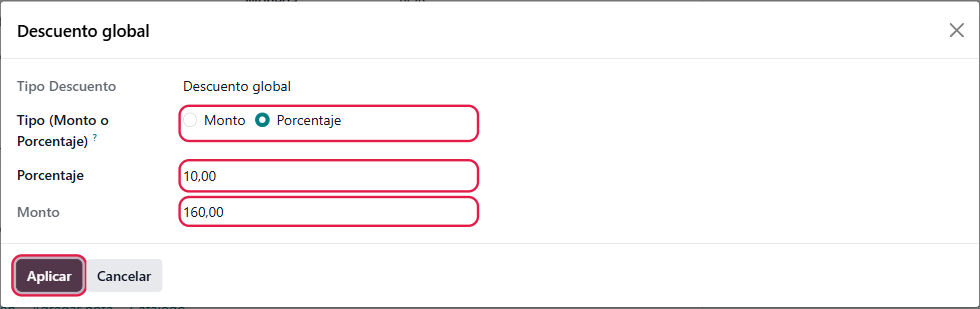 Descuento global
Tipo Descuento Descuento global
Tipo (Monto o Porcentaje) ? Monto Porcentaje
Porcentaje 10,00
Monto 160,00
Aplicar Cancelar